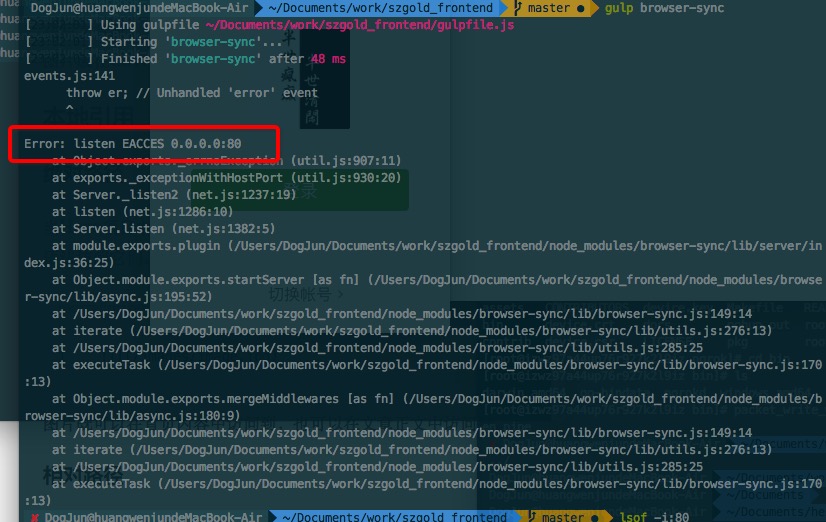 DogJun@huangwenjundeMacBook-Air ~/Documents/work/szgold_frontend master ● gulp browser-sync
[ ] Using gulpfile ~/Documents/work/szgold_frontend/gulpfile.js
[ ] Starting 'browser-sync'...
[ ] Finished 'browser-sync' after 48 ms
events.js:141
throw er; // Unhandled 'error' event
^
Error: listen EACCES 0.0.0.0:80
at Object.exports._errnoException (util.js:907:11)
at exports._exceptionWithHostPort (util.js:930:20)
at Server._listen2 (net.js:1237:19)
at listen (net.js:1286:10)
at Server.listen (net.js:1382:5)
at module.exports.plugin (/Users/DogJun/Documents/work/szgold_frontend/node_modules/browser-sync/lib/server/in
dex.js:36:25)
at Object.module.exports.startServer [as fn] (/Users/DogJun/Documents/work/szgold_frontend/node_modules/browse
r-sync/lib/async.js:195:52)
切换帐号 >
at /Users/DogJun/Documents/work/szgold_frontend/node_modules/browser-sync/lib/browser-sync.js:149:14
at iterate (/Users/DogJun/Documents/work/szgold_frontend/node_modules/browser-sync/lib/utils.js:276:13)
at /Users/DogJun/Documents/work/szgold_frontend/node_modules/browser-sync/lib/utils.js:285:25
at executeTask (/Users/DogJun/Documents/work/szgold_frontend/node_modules/browser-sync/lib/browser-sync.js:170
:13)
at Object.module.exports.mergeMiddlewares [as fn] (/Users/DogJun/Documents/work/szgold_frontend/node_modules/b
rowser-sync/lib/async.js:180:9)
at /Users/DogJun/Documents/work/szgold_frontend/node_modules/browser-sync/lib/browser-sync.js:149:14
at iterate (/Users/DogJun/Documents/work/szgold_frontend/node_modules/browser-sync/lib/utils.js:276:13)
at /Users/DogJun/Documents/work/szgold_frontend/node_modules/browser-sync/lib/utils.js:285:25
at executeTask (/Users/DogJun/Documents/work/szgold_frontend/node_modules/browser-sync/lib/browser-sync.js:170
:13)
✘ DogJun@huangwenjundeMacBook-Air ~/Documents/work/szgold_frontend master ● lsof -i:80